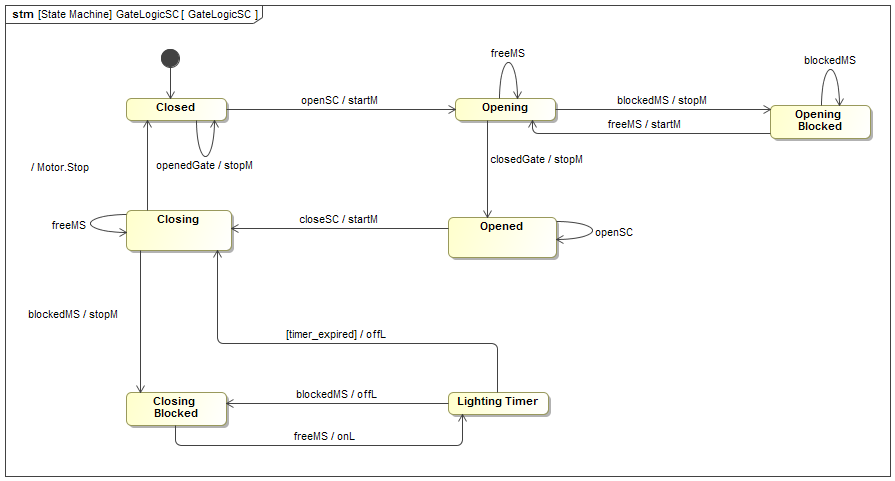 stm [State Machine] GateLogicSC [ GateLogicSC ]
freeMS
blockedMS
Closed
openSC / startM
Opening
blockedMS / stopM
Opening
Blocked
freeMS / startM
openedGate / stopM
closedGate / stopM
/ Motor.Stop
Closing
freeMS
closeSC / startM
Opened
openSC
blockedMS / stopM
[timer_expired] / offL
Closing
Blocked
blockedMS / offL
Lighting Timer
freeMS / onL